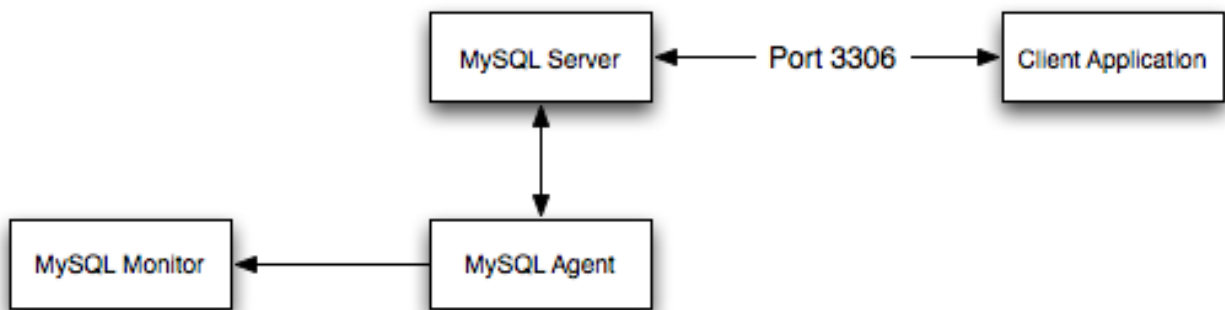 MySQL Server
Port 3306
Client Application
MySQL Monitor
MySQL Agent